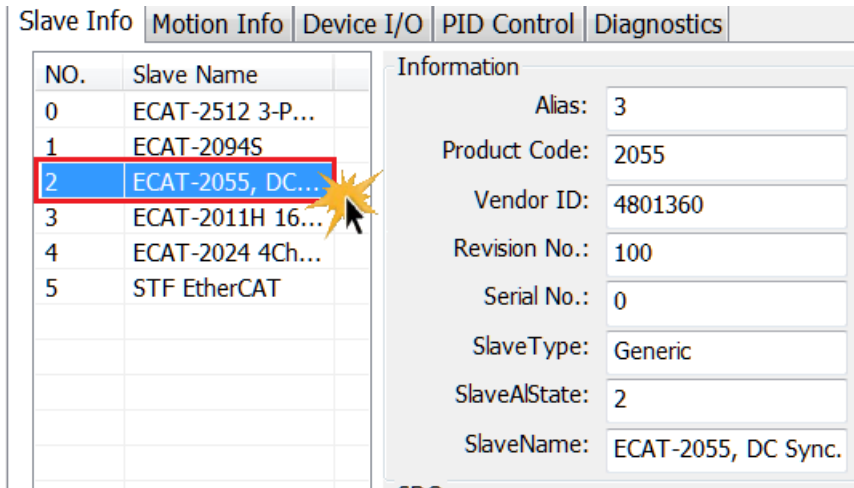 Slave Info Motion Info Device I/O PID Control Diagnostics
NO. Slave Name
0 ECAT-2512 3-P...
1 ECAT-2094S
2 ECAT-2055, DC...
3 ECAT-2011H 16...
4 ECAT-2024 4Ch...
5 STF EtherCAT
Information
Alias: 3
Product Code: 2055
Vendor ID: 4801360
Revision No.: 100
Serial No.: 0
SlaveType: Generic
SlaveAlState: 2
SlaveName: ECAT-2055, DC Sync.